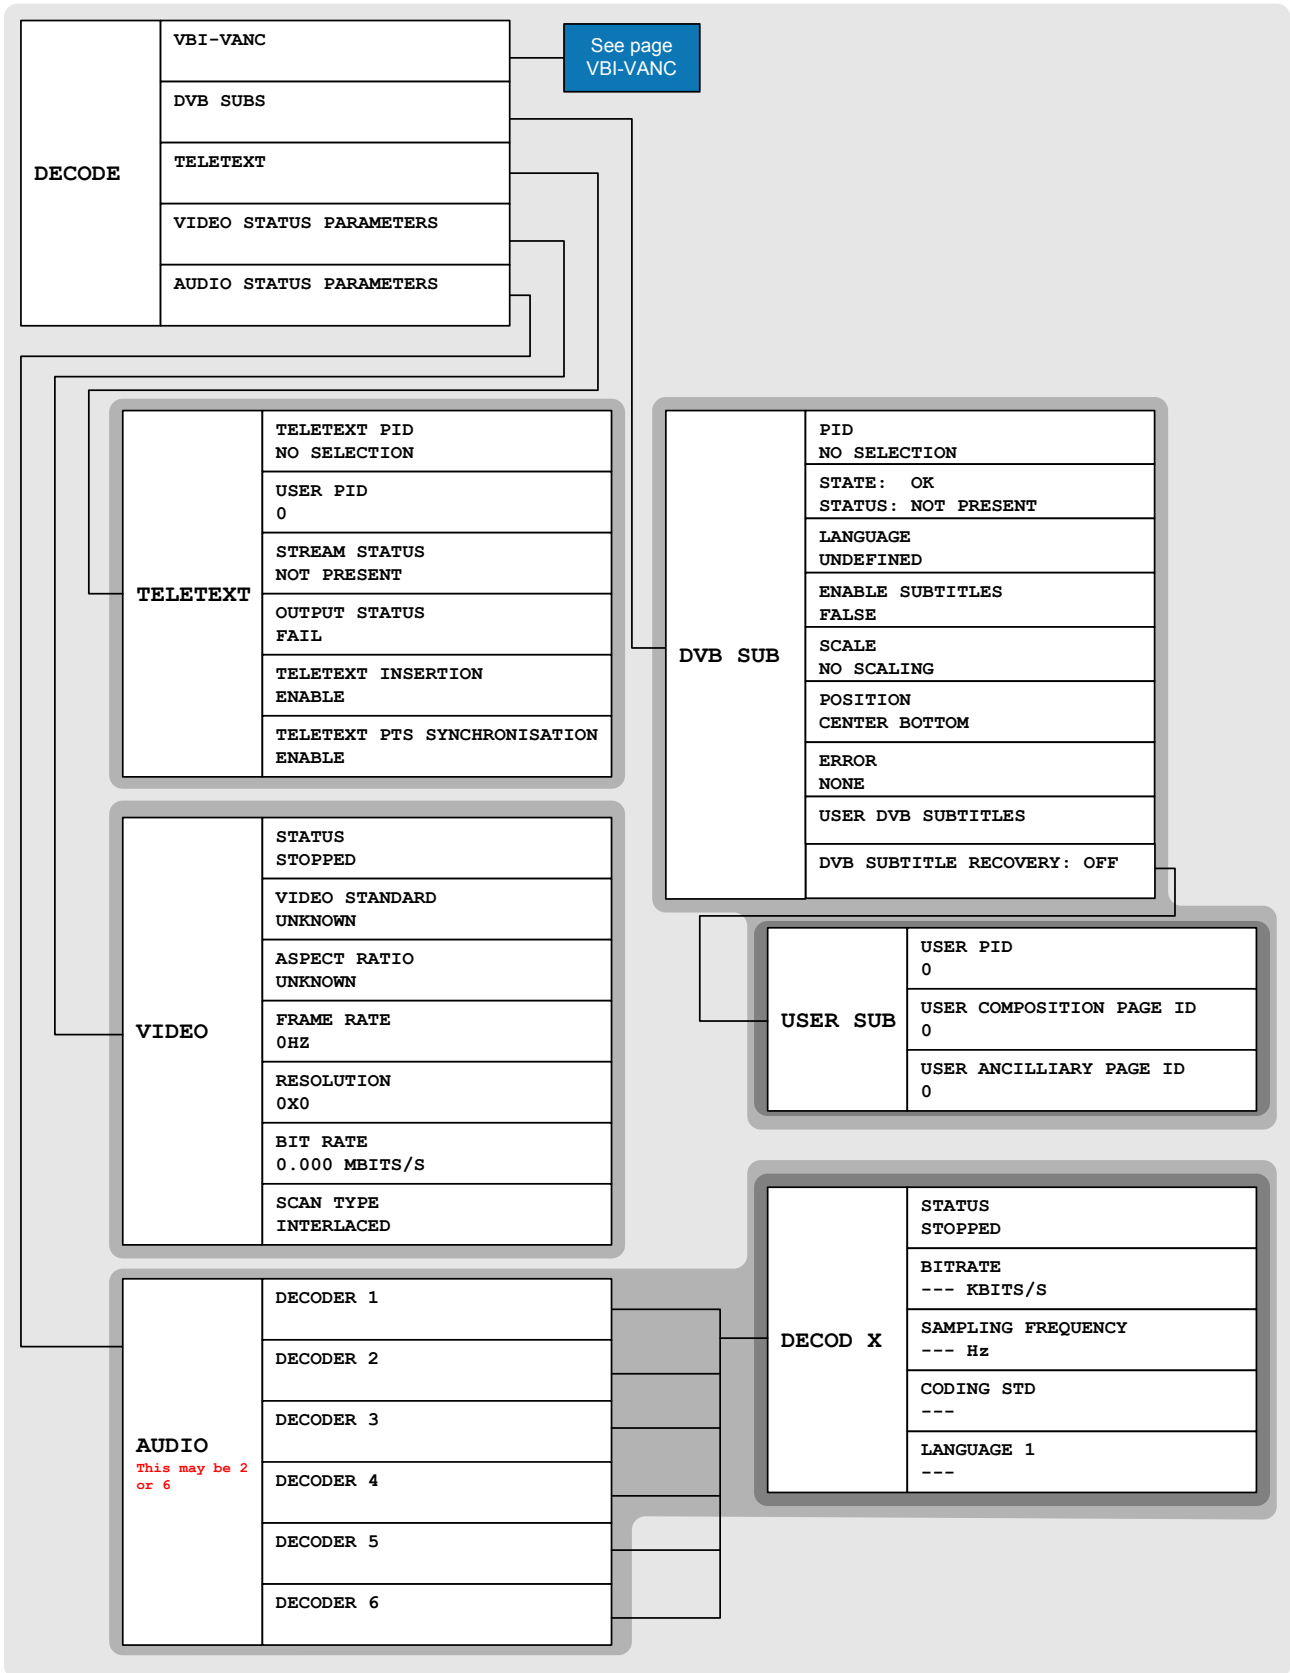 DECODE
VBI-VANC
DVB SUBS
TELETEXT
VIDEO STATUS PARAMETERS
AUDIO STATUS PARAMETERS
See page
VBI-VANC
TELETEXT
TELETEXT PID
NO SELECTION
USER PID
0
STREAM STATUS
NOT PRESENT
OUTPUT STATUS
FAIL
TELETEXT INSERTION
ENABLE
TELETEXT PTS SYNCHRONISATION
ENABLE
DVB SUB
PID
NO SELECTION
STATE: OK
STATUS: NOT PRESENT
LANGUAGE
UNDEFINED
ENABLE SUBTITLES
FALSE
SCALE
NO SCALING
POSITION
CENTER BOTTOM
ERROR
NONE
USER DVB SUBTITLES
DVB SUBTITLE RECOVERY: OFF
USER SUB
USER PID
0
USER COMPOSITION PAGE ID
0
USER ANCILLIARY PAGE ID
0
VIDEO
STATUS
STOPPED
VIDEO STANDARD
UNKNOWN
ASPECT RATIO
UNKNOWN
FRAME RATE
0HZ
RESOLUTION
0X0
BIT RATE
0.000 MBITS/S
SCAN TYPE
INTERLACED
AUDIO
This may be 2
or 6
DECODER 1
DECODER 2
DECODER 3
DECODER 4
DECODER 5
DECODER 6
DECOD X
STATUS
STOPPED
BITRATE
--- KBITS/S
SAMPLING FREQUENCY
--- Hz
CODING STD
---
LANGUAGE 1
---